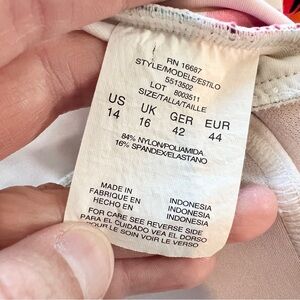 RN 16687
STYLE/MODELE/ESTILO
5513502
LOT 8003511
SIZE/TALLA/TAILLE
US UK GER EUR
14 16 42 44
84% NYLON/POLIAMIDA
16% SPANDEX/ELASTANO
MADE IN INDONESIA
FABRIQUE EN INDONESIA
HECHO EN INDONESIA
FOR CARE SEE REVERSE SIDE
PARA EL CUIDADO VEA EL DORSO
POUR LE SOIN VOIR LE VERSO